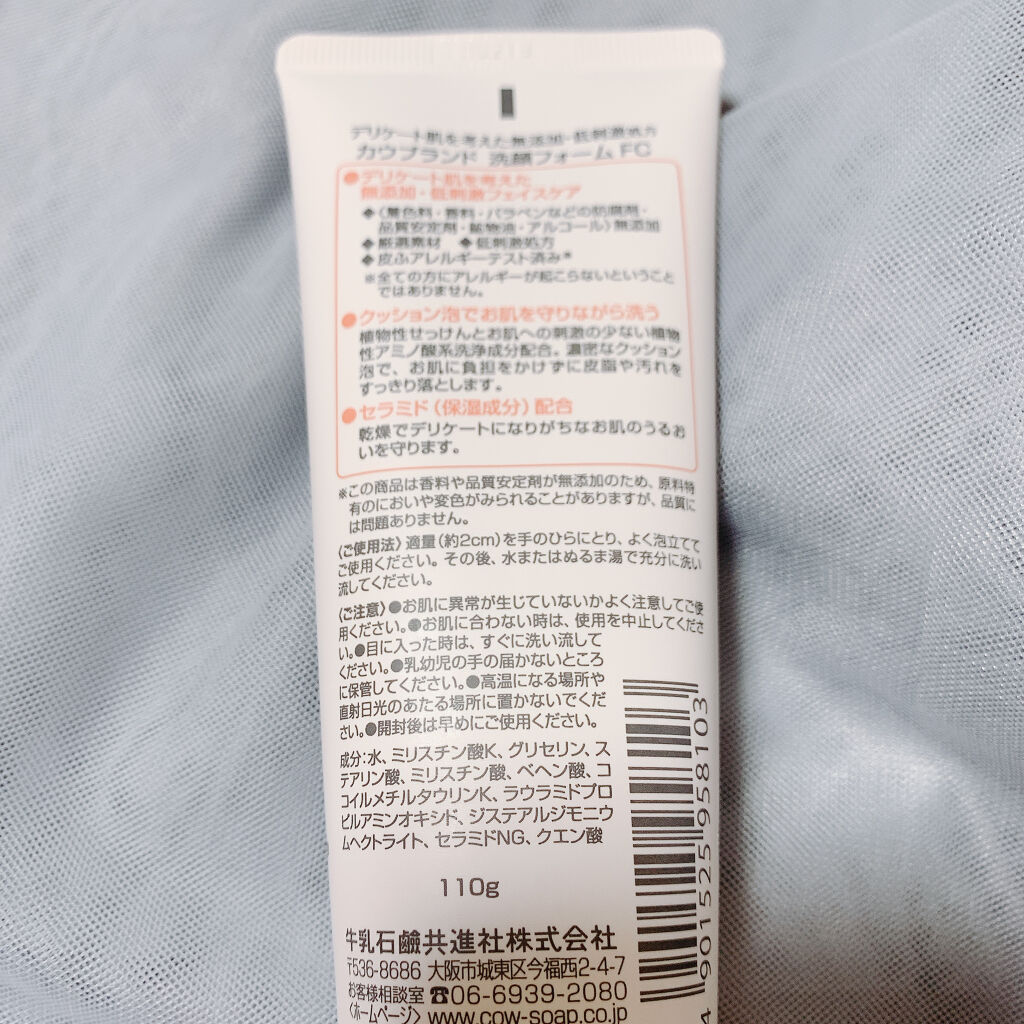 デリケート肌を考えた無添加・低刺激処方
カウブランド 洗顔フォーム FC
●デリケート肌を考えた
無添加・低刺激フェイスケア
◆〈着色料・香料・パラベンなどの防腐剤・
品質安定剤・鉱物油・アルコール〉無添加
◆厳選素材 ◆低刺激処方
◆皮ふアレルギーテスト済み*
※全ての方にアレルギーが起こらないということ
ではありません。
●クッション泡でお肌を守りながら洗う
植物性せっけんとお肌への刺激の少ない植物
性アミノ酸系洗浄成分配合。濃密なクッション
泡で、お肌に負担をかけずに皮脂や汚れを
すっきり落とします。
●セラミド(保湿成分)配合
乾燥でデリケートになりがちなお肌のうるお
いを守ります。
※この商品は香料や品質安定剤が無添加のため、原料特
有のにおいや変色がみられることがありますが、品質に
は問題ありません。
〈ご使用法〉適量(約2cm)を手のひらにとり、よく泡立てて
ご使用ください。その後、水またはぬるま湯で充分に洗い
流してください。
〈ご注意〉●お肌に異常が生じていないかよく注意してご使
用ください。●お肌に合わない時は、使用を中止してくださ
い。●目に入った時は、すぐに洗い流して
ください。●乳幼児の手の届かないところ
に保管してください。●高温になる場所や
直射日光のあたる場所に置かないでくだ
さい。●開封後は早めにご使用ください。
成分:水、ミリスチン酸K、グリセリン、ス
テアリン酸、ミリスチン酸、ベヘン酸、コ
コイルメチルタウリンK、ラウラミドプロ
ピルアミンオキシド、ジステアルジモニウ
ムヘクトライト、セラミドNG、クエン酸
110g
牛乳石鹼共進社株式会社
〒536-8686 大阪市城東区今福西2-4-7
お客様相談室 ☎06-6939-2080
〈ホームページ〉 www.cow-soap.co.jp
4 901525 958103